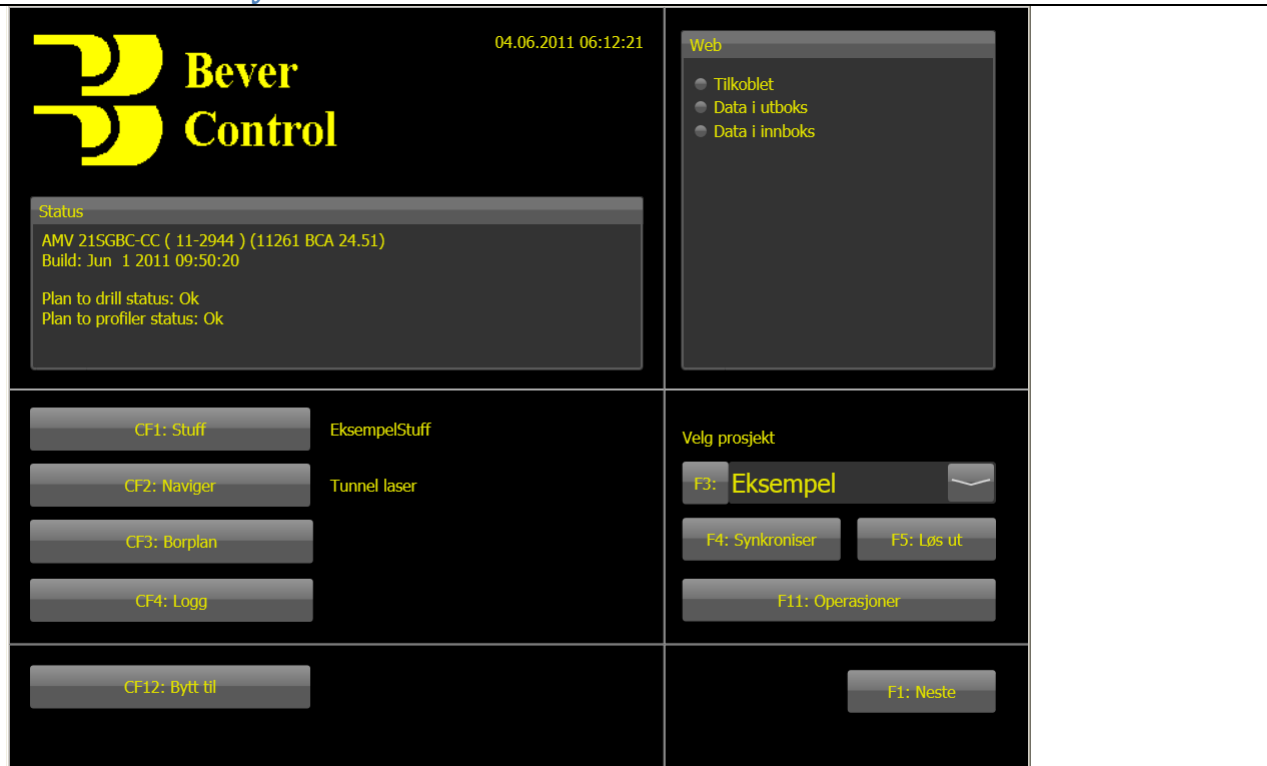 Bever
Control
04.06.2011 06:12:21
Web
Tilkoblet
Data i utboks
Data i innboks
Status
AMV 21SGBC-CC ( 11-2944 ) (11261 BCA 24.51)
Build: Jun  1 2011 09:50:20
Plan to drill status: Ok
Plan to profiler status: Ok
CF1: Stuff
EksempelStuff
CF2: Naviger
Tunnel laser
CF3: Borplan
CF4: Logg
Velg prosjekt
F3: Eksempel
F4: Synkroniser
F5: Løs ut
F11: Operasjoner
CF12: Bytt til
F1: Neste